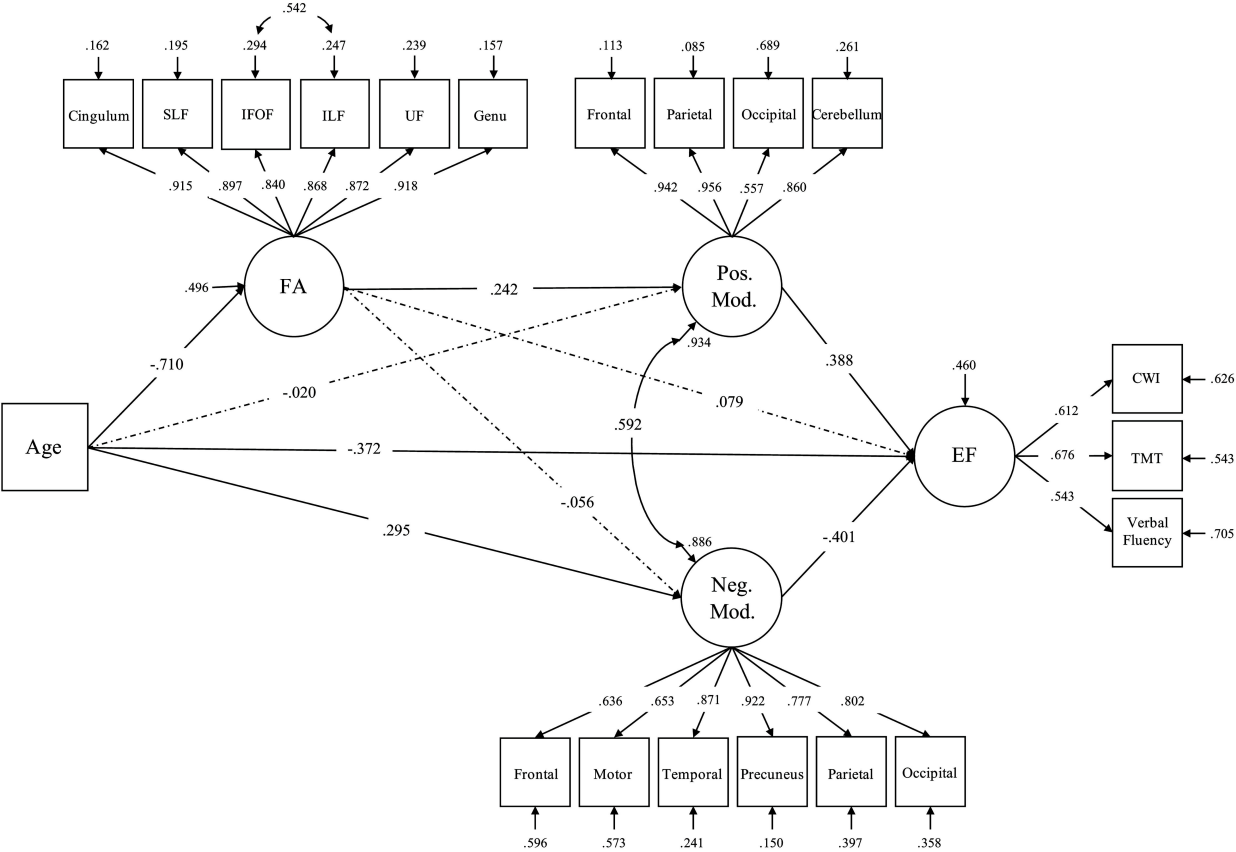 .542
.162 .195 .294 .247 .239 .157
.113 .085 .689 .261
Cingulum SLF IFOF ILF UF Genu
Frontal Parietal Occipital Cerebellum
.915 .897 .840 .868 .872 .918
.942 .956 .557 .860
.496 FA .242
Pos.
Mod.
.934
-.710
.388
.460
-.020
.079
.592
CWI .626
.612
Age
-.372
EF
.676 TMT .543
.543
-.056
.295
Verbal
Fluency
.705
.886
-.401
Neg.
Mod.
.636 .653 .871 .922 .777 .802
Frontal Motor Temporal Precuneus Parietal Occipital
.596 .573 .241 .150 .397 .358